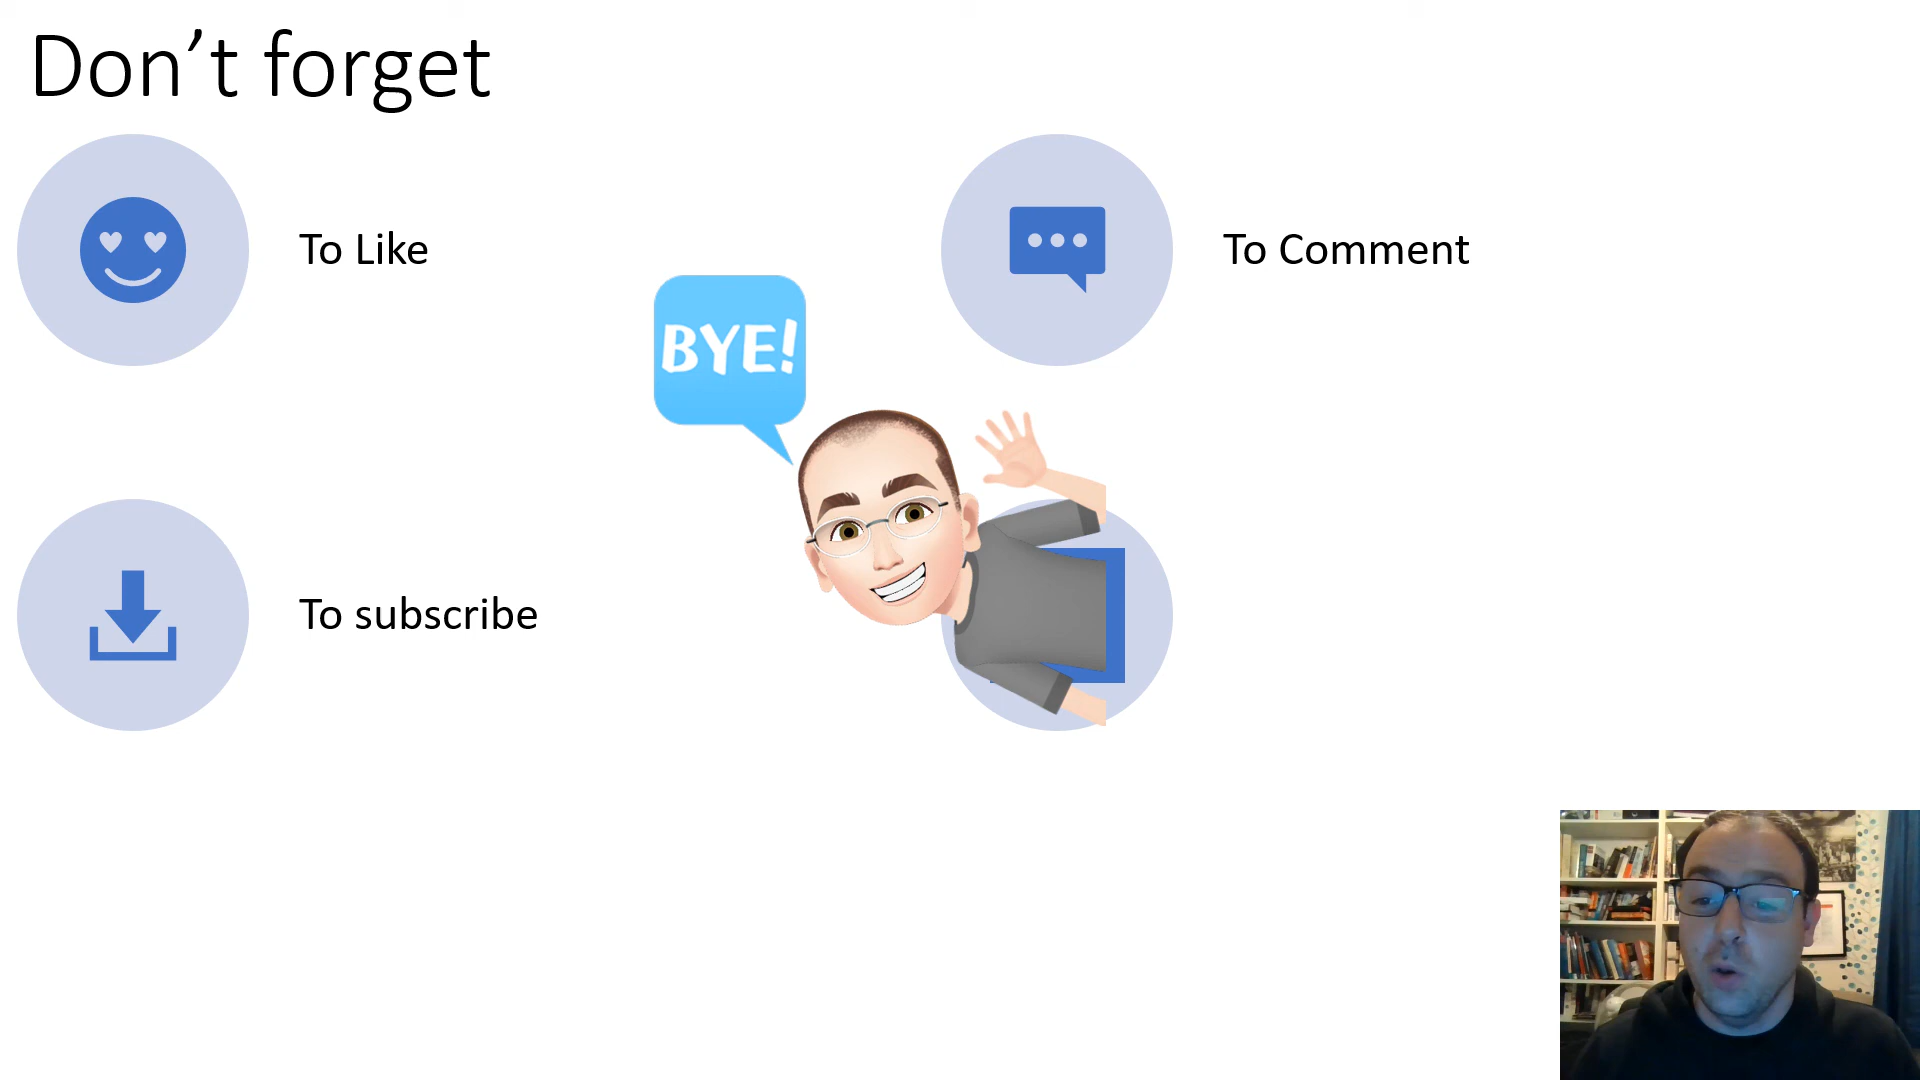 Don’t forget
To Like
To Comment
BYE!
To subscribe